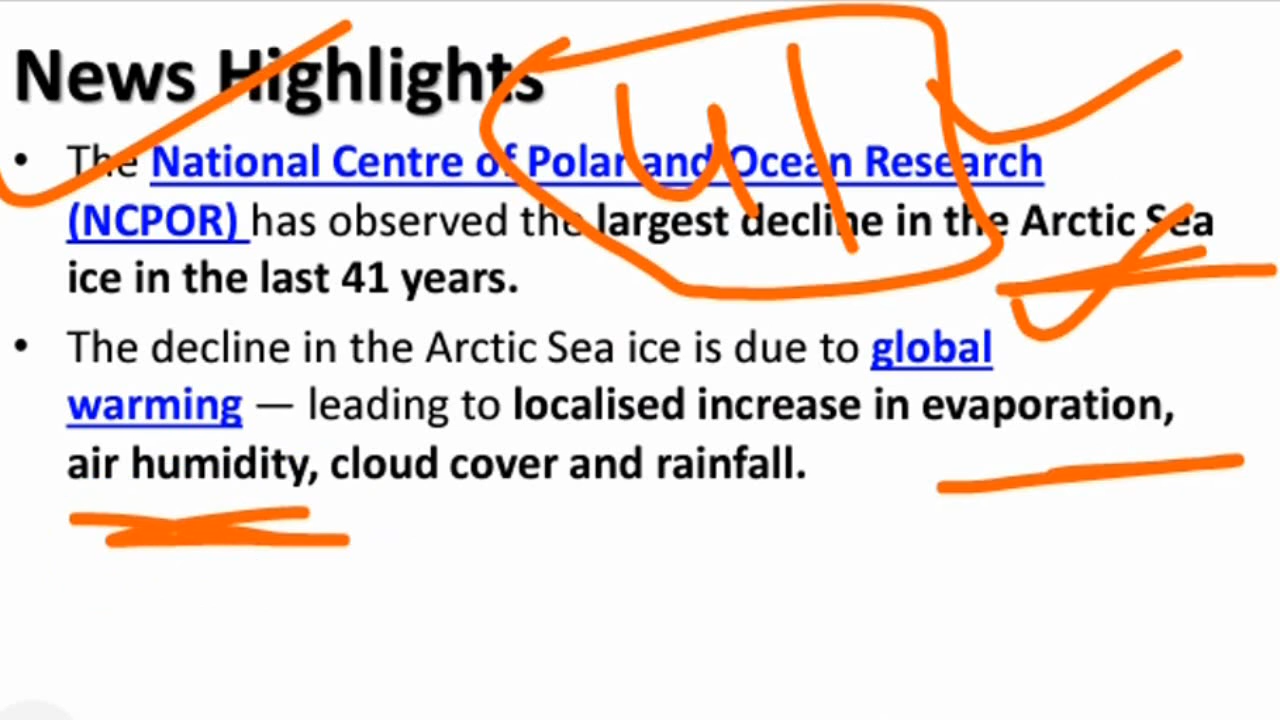 News Highlights
41
• The National Centre of Polar and Ocean Research
(NCPOR) has observed the largest decline in the Arctic Sea
ice in the last 41 years.
• The decline in the Arctic Sea ice is due to global
warming — leading to localised increase in evaporation,
air humidity, cloud cover and rainfall.